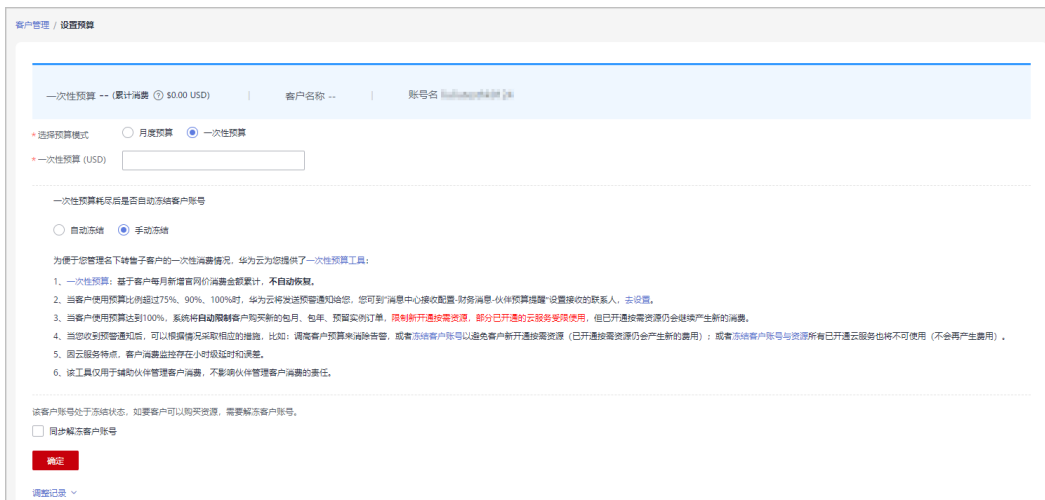 客户管理 / 设置预算
一次性预算 -- (累计消费 ? $0.00 USD) 客户名称 -- 账号名
* 选择预算模式 月度预算 一次性预算
* 一次性预算 (USD)
一次性预算耗尽后是否自动冻结客户账号
自动冻结 手动冻结
为便于您管理名下转售子客户的一次性消费情况，华为云为您提供了一次性预算工具：
1、一次性预算：基于客户每月新增官网价消费金额累计，不自动恢复。
2、当客户使用预算比例超过75%、90%、100%时，华为云将发送预警通知给您，您可到“消息中心接收配置-财务消息-伙伴预算提醒”设置接收的联系人，去设置。
3、当客户使用预算达到100%，系统将自动限制客户购买新的包月、包年、预留实例订单，限制新开通按需资源，部分已开通的云服务受限使用，但已开通按需资源仍会继续产生新的消费。
4、当您收到预警通知后，可以根据情况采取相应的措施，比如：调高客户预算来消除告警，或者冻结客户账号以避免客户新开通按需资源（已开通按需资源仍会产生新的费用）；或者冻结客户账号与资源所有已开通云服务也将不可使用（不会再产生费用）。
5、因云服务特点，客户消费监控存在小时级延时和误差。
6、该工具仅用于辅助伙伴管理客户消费，不影响伙伴管理客户消费的责任。
该客户账号处于冻结状态，如要客户可以购买资源，需要解冻客户账号。
同步解冻客户账号
确定
调整记录